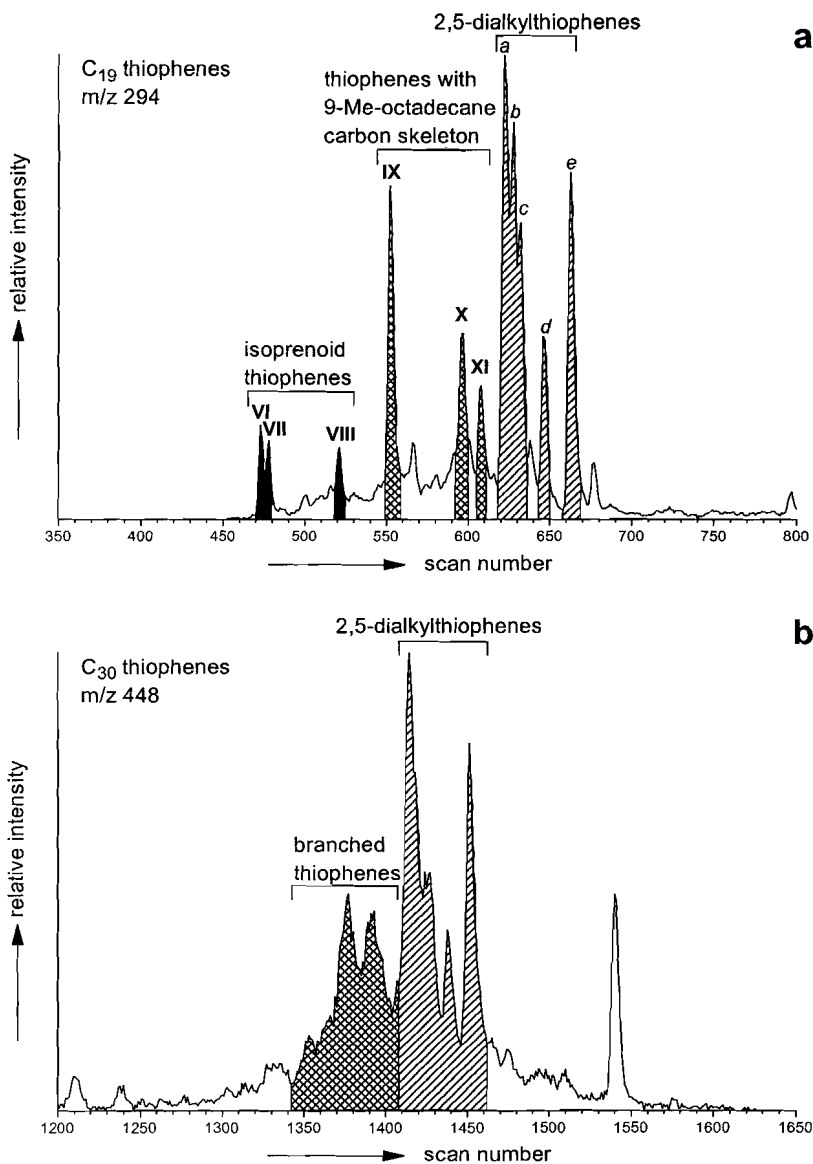 2,5-dialkylthiophenes
a
C19 thiophenes
m/z 294
thiophenes with
9-Me-octadecane
carbon skeleton
a
b
c
d
e
IX
X
XI
isoprenoid
thiophenes
VI
VII
VIII
relative intensity
350 400 450 500 550 600 650 700 750 800
scan number
2,5-dialkylthiophenes
b
C30 thiophenes
m/z 448
branched
thiophenes
relative intensity
1200 1250 1300 1350 1400 1450 1500 1550 1600 1650
scan number